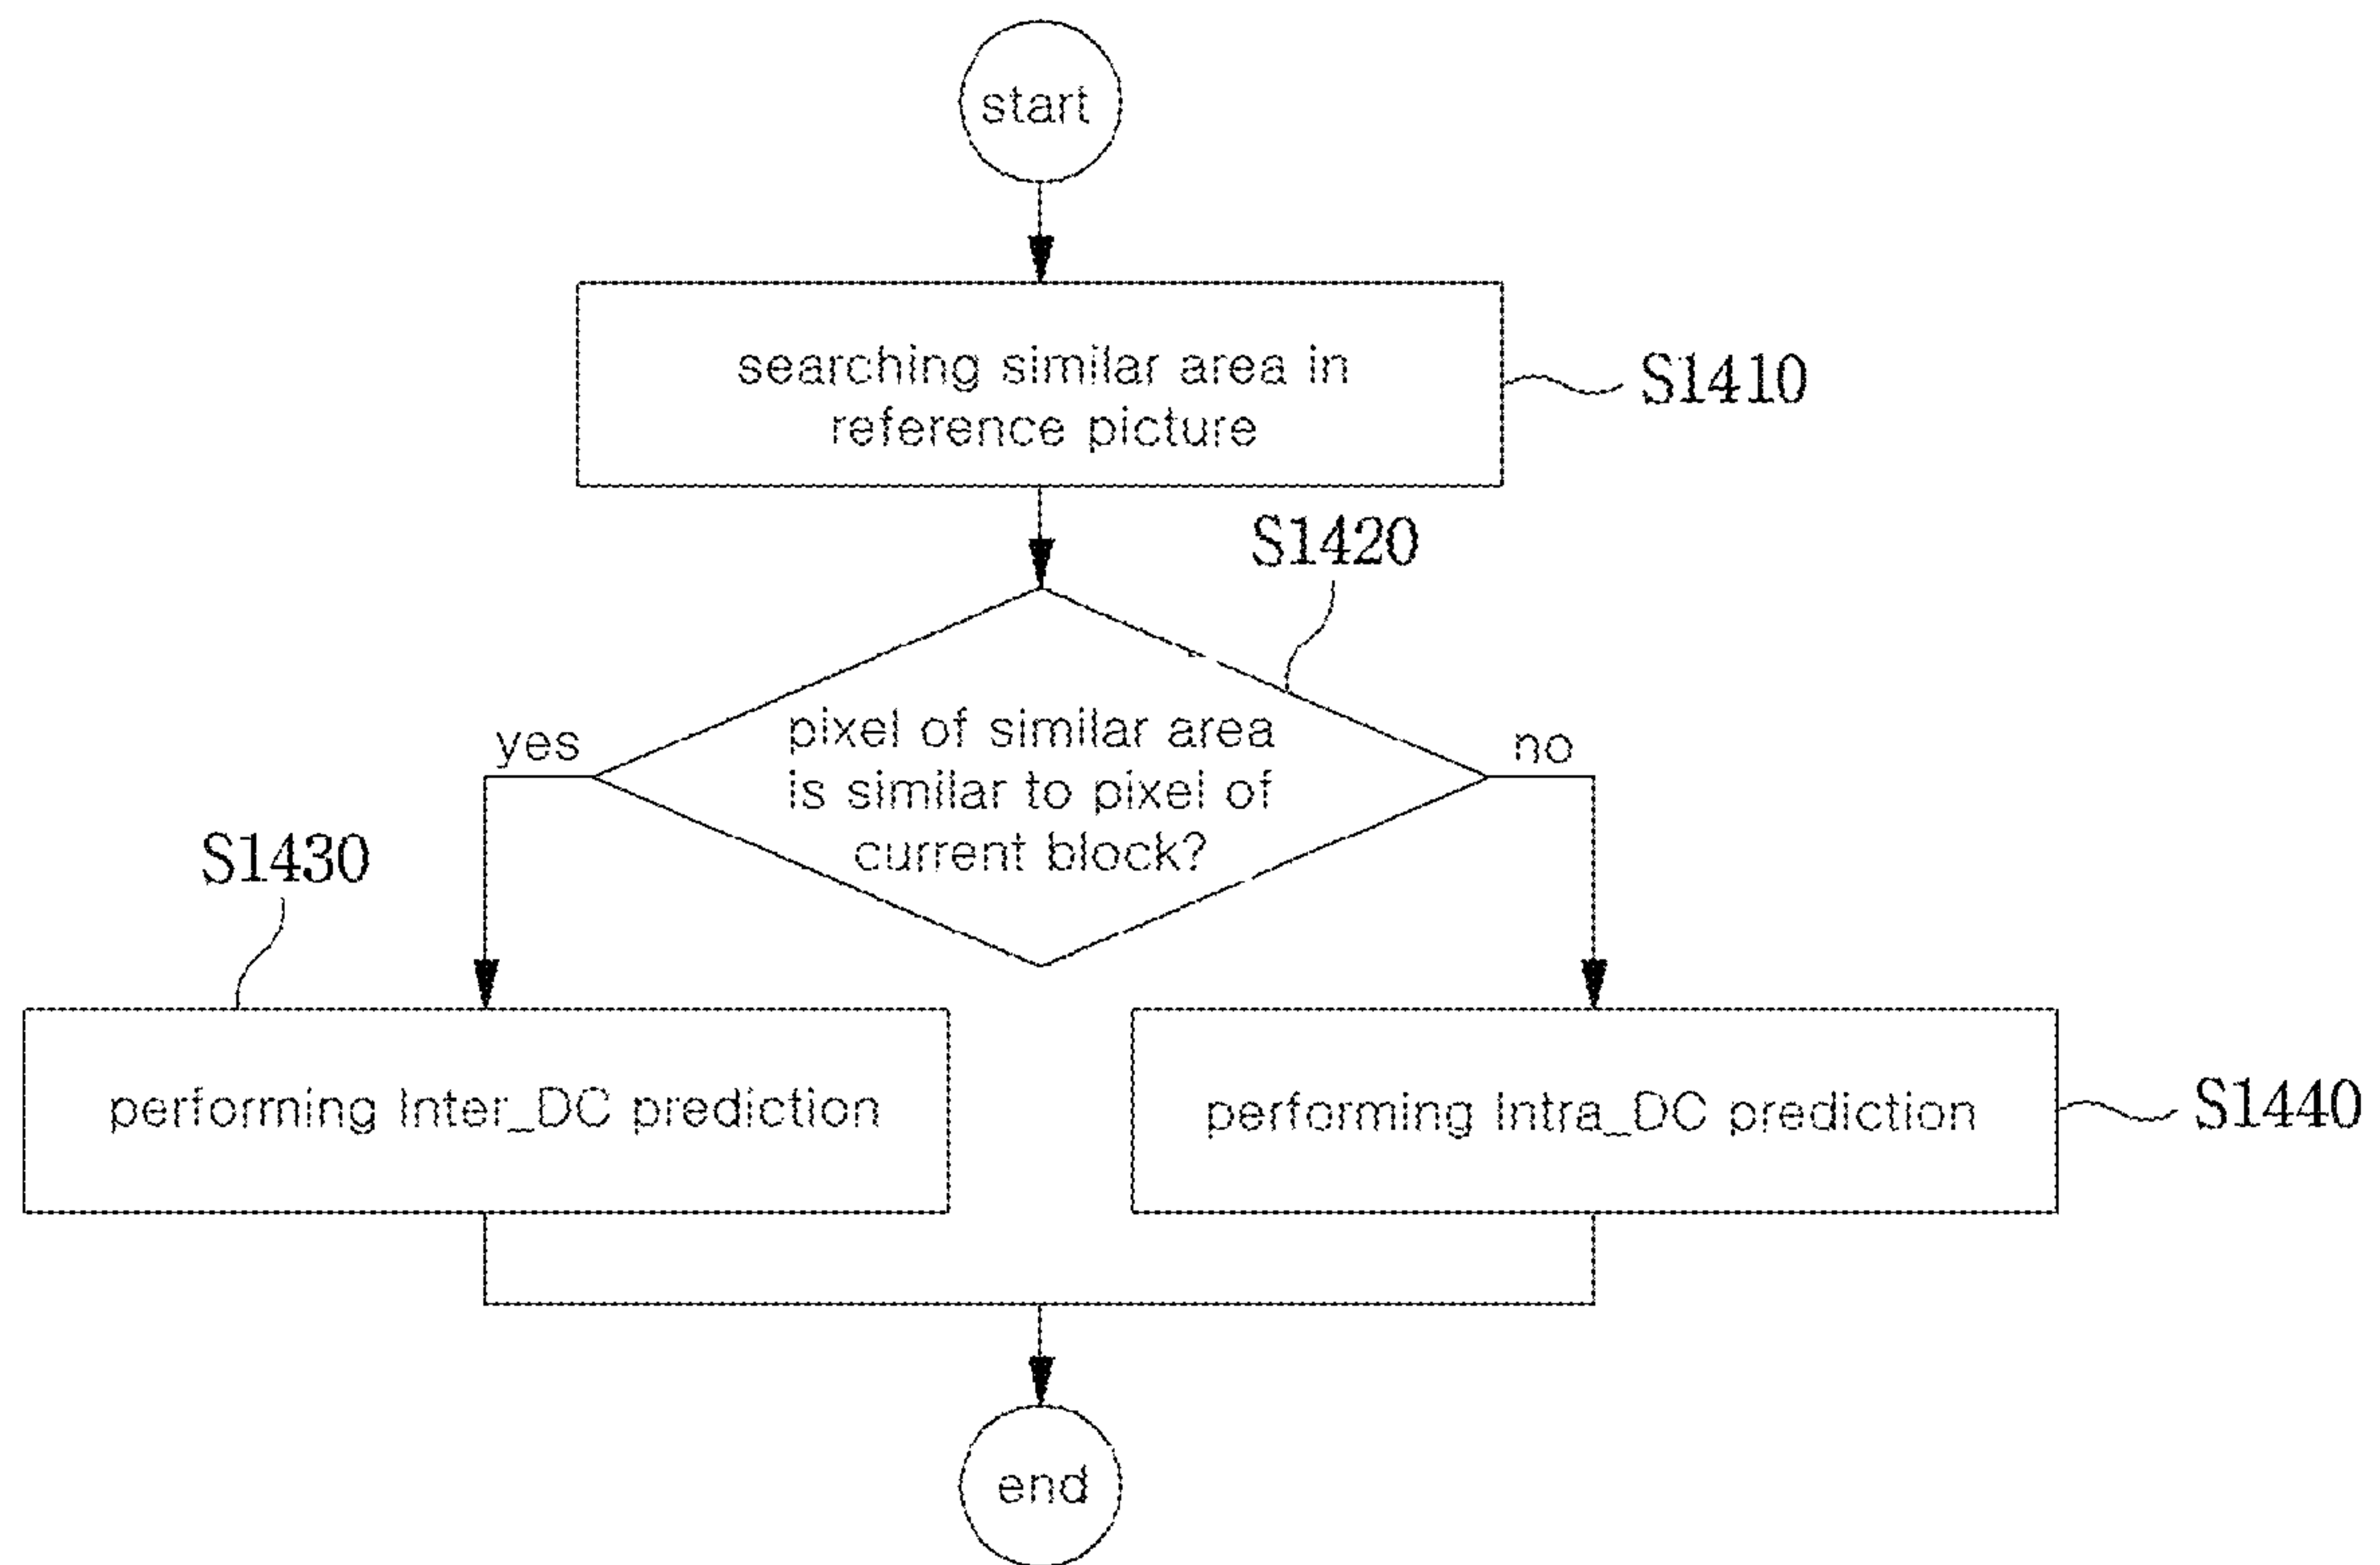 start
searching similar area in
reference picture
S1410
S1420
pixel of similar area
is similar to pixel of
current block?
yes
no
S1430
performing Inter_DC prediction
performing Intra_DC prediction
S1440
end